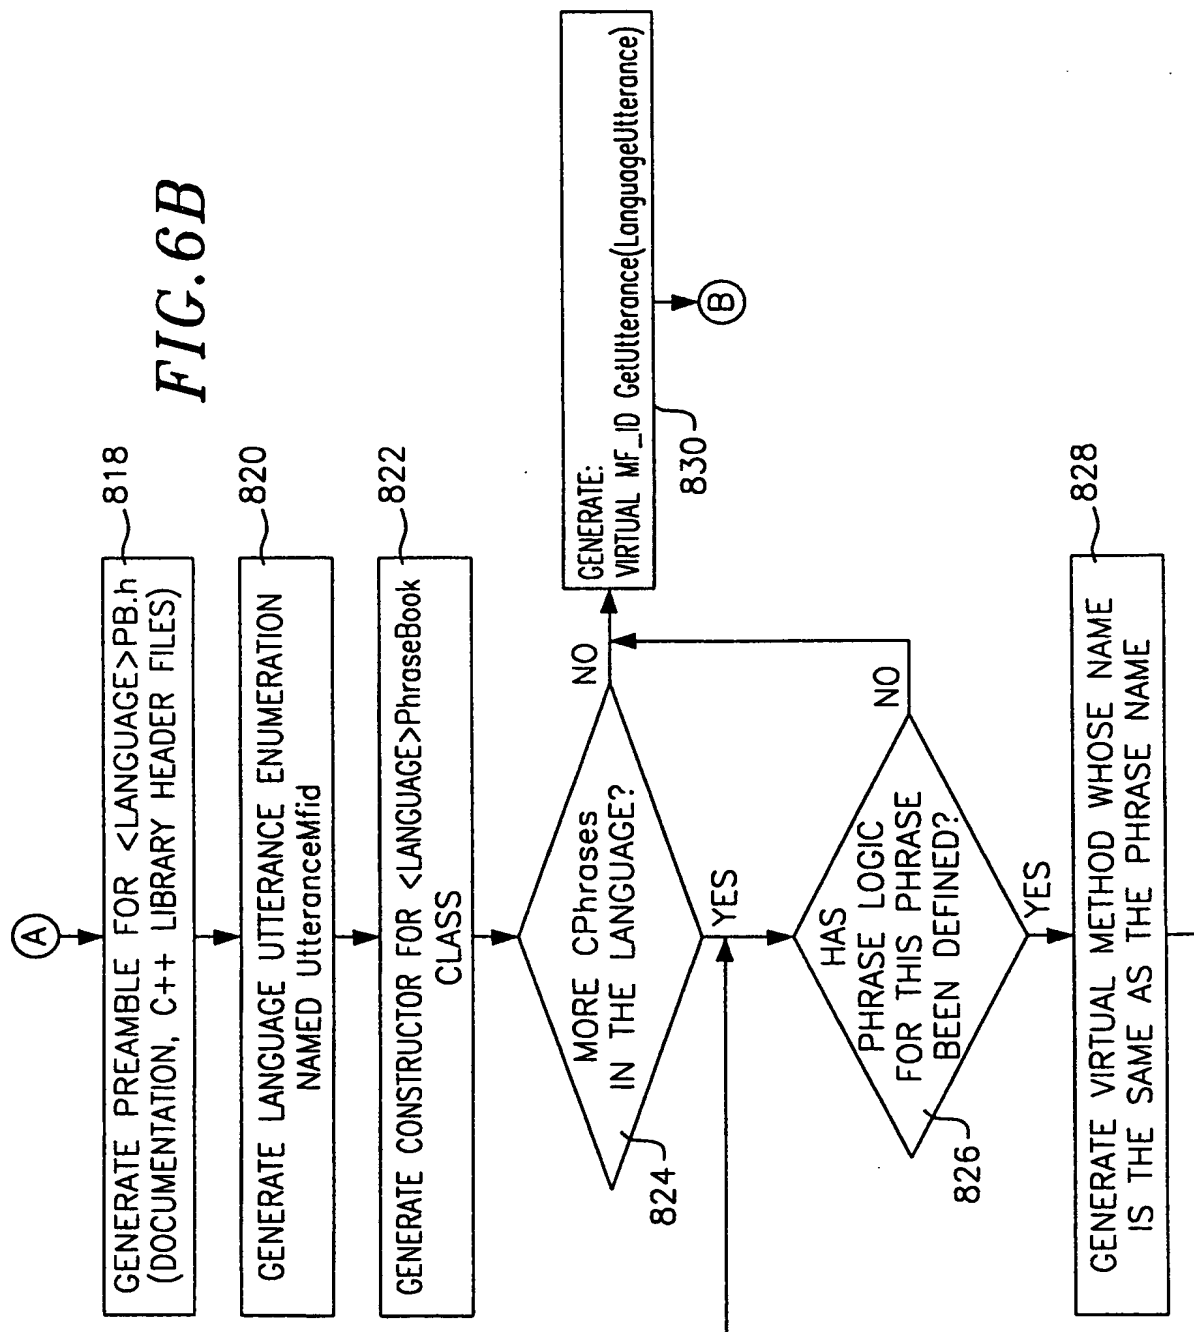 FIG. 6B
A
GENERATE PREAMBLE FOR <LANGUAGE>PB.h
(DOCUMENTATION, C++ LIBRARY HEADER FILES)
818
GENERATE LANGUAGE UTTERANCE ENUMERATION
NAMED UtteranceMfid
820
GENERATE CONSTRUCTOR FOR <LANGUAGE>PhraseBook
CLASS
822
MORE CPhrases
IN THE LANGUAGE?
824
NO
YES
GENERATE:
VIRTUAL MF_ID GetUtterance(LanguageUtterance)
830
B
HAS
PHRASE LOGIC
FOR THIS PHRASE
BEEN DEFINED?
826
NO
YES
GENERATE VIRTUAL METHOD WHOSE NAME
IS THE SAME AS THE PHRASE NAME
828